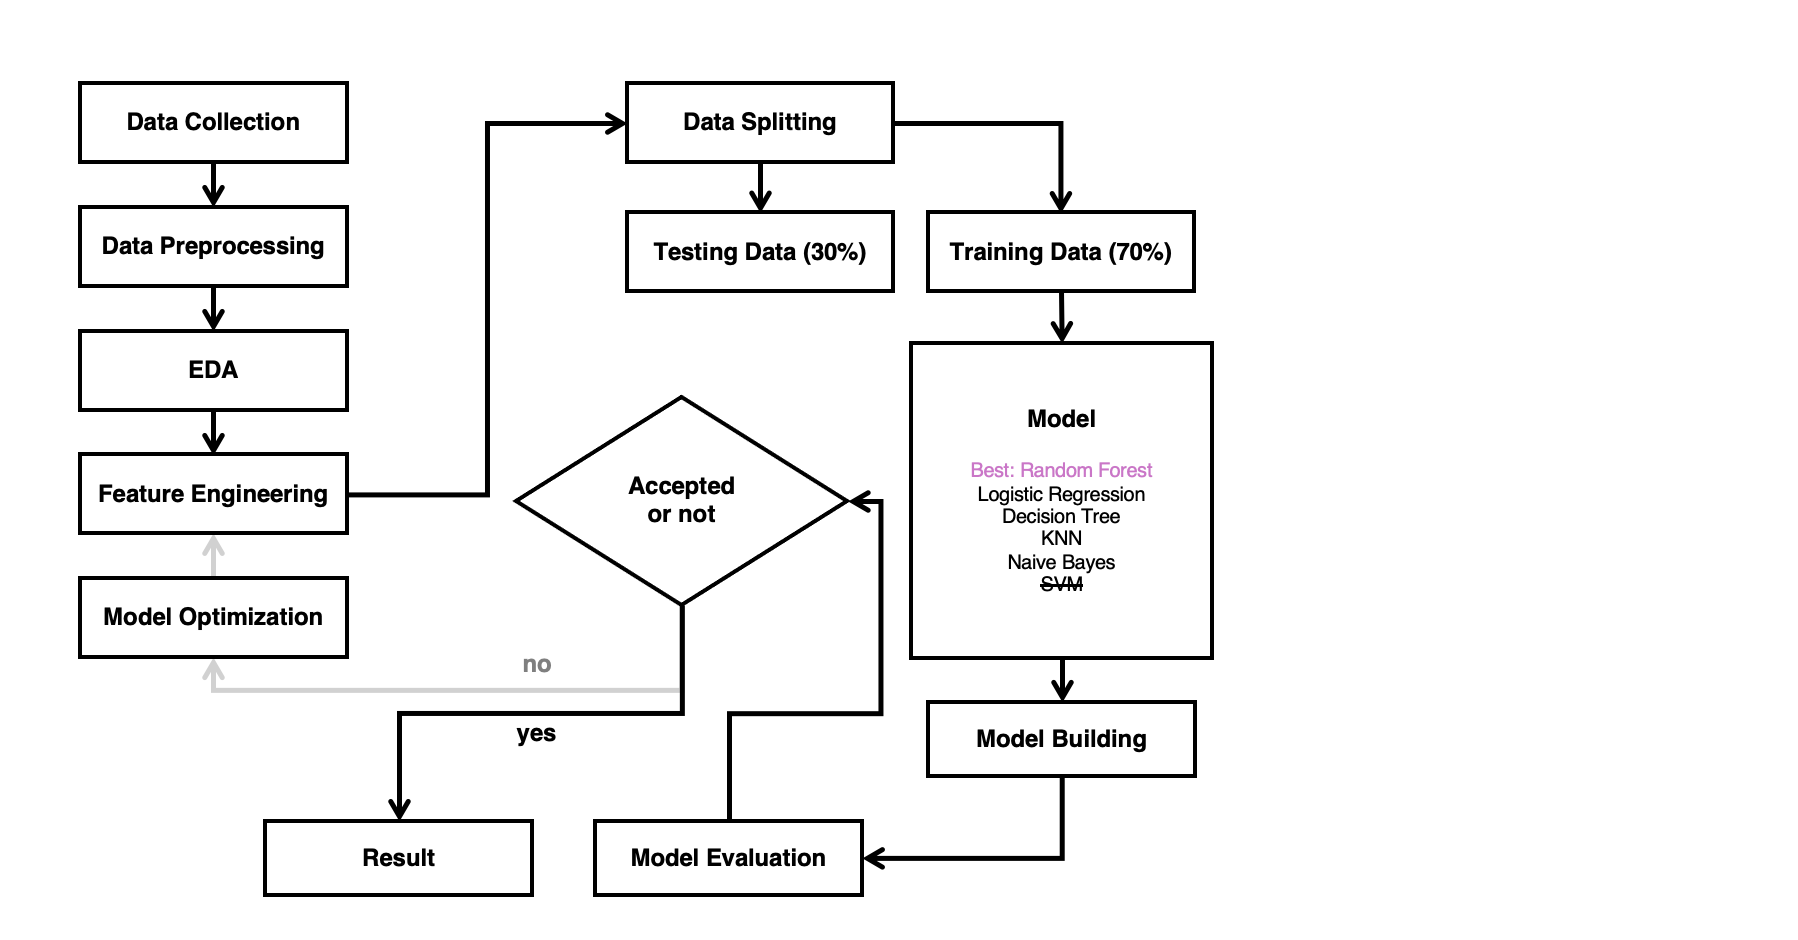 Data Collection
Data Preprocessing
EDA
Feature Engineering
Model Optimization
Data Splitting
Testing Data (30%)
Training Data (70%)
Model
Best: Random Forest
Logistic Regression
Decision Tree
KNN
Naive Bayes
SVM
Model Building
Model Evaluation
Accepted
or not
no
yes
Result